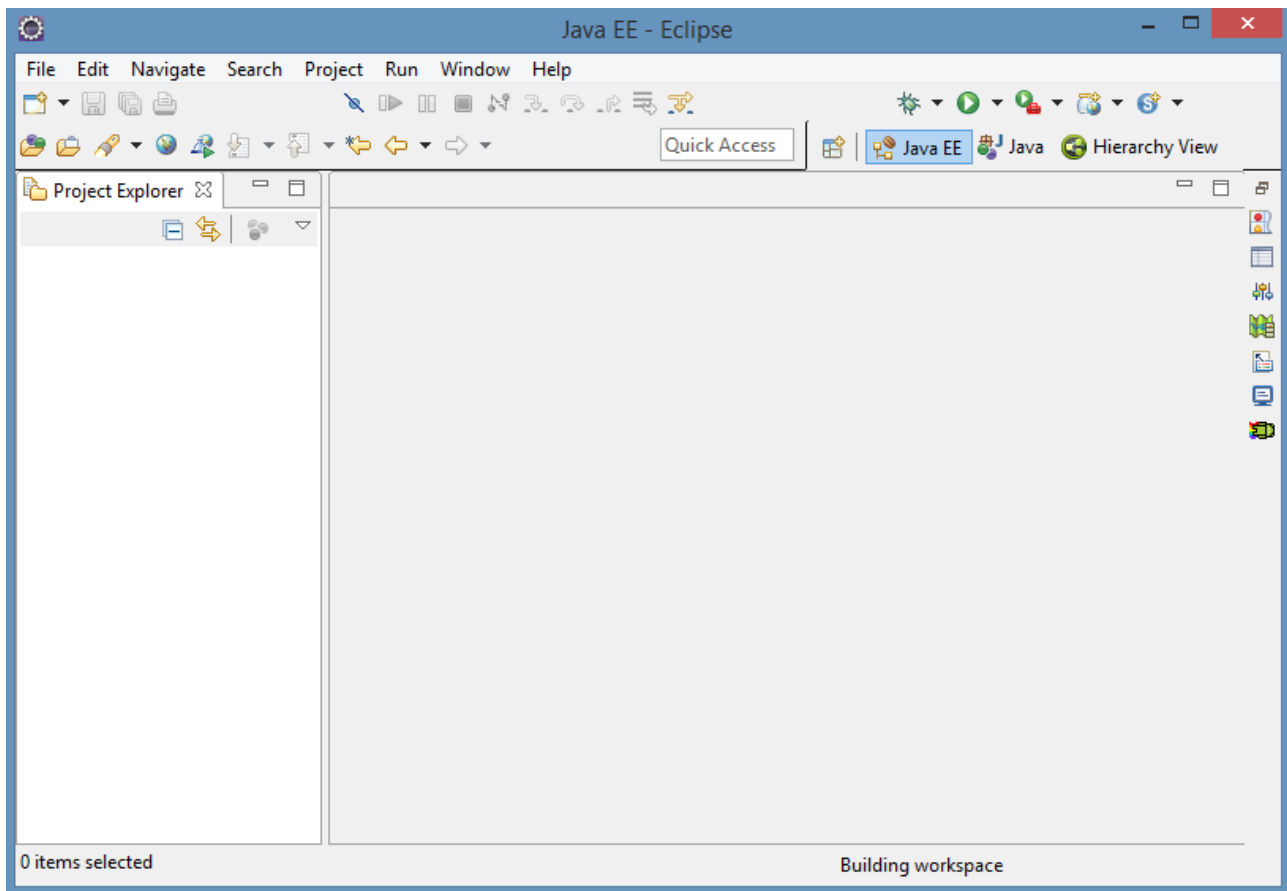 Java EE - Eclipse
File Edit Navigate Search Project Run Window Help
Quick Access Java EE Java Hierarchy View
Project Explorer
0 items selected Building workspace